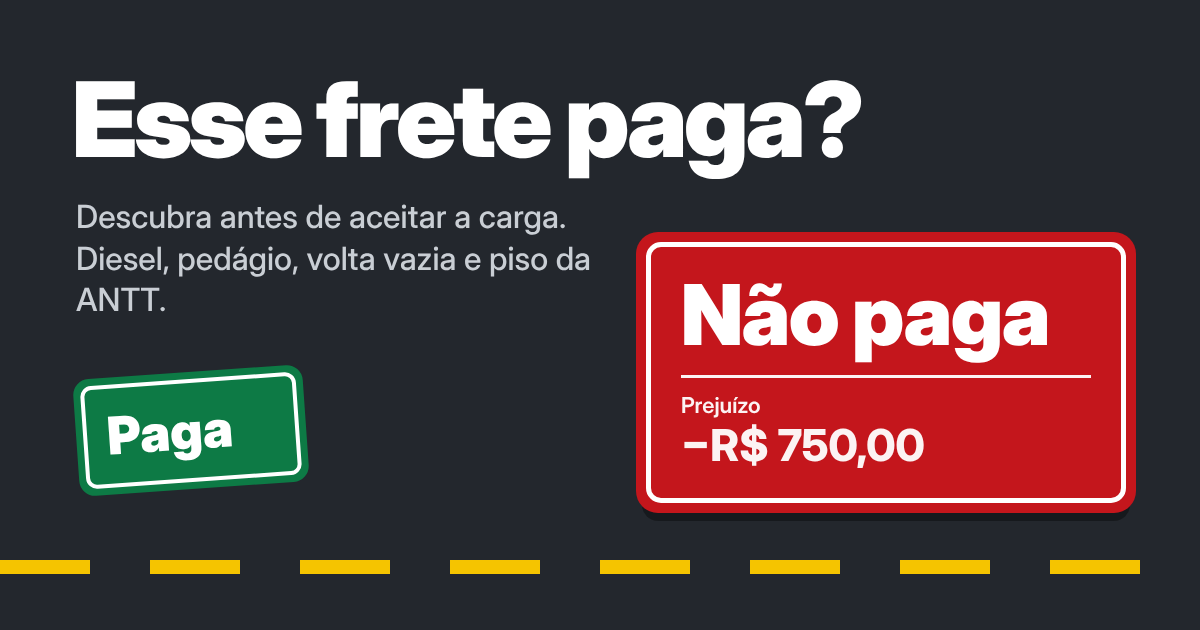 Esse frete paga?
Descubra antes de aceitar a carga.
Diesel, pedágio, volta vazia e piso da
ANTT.
Paga
Não paga
Prejuízo
−R$ 750,00